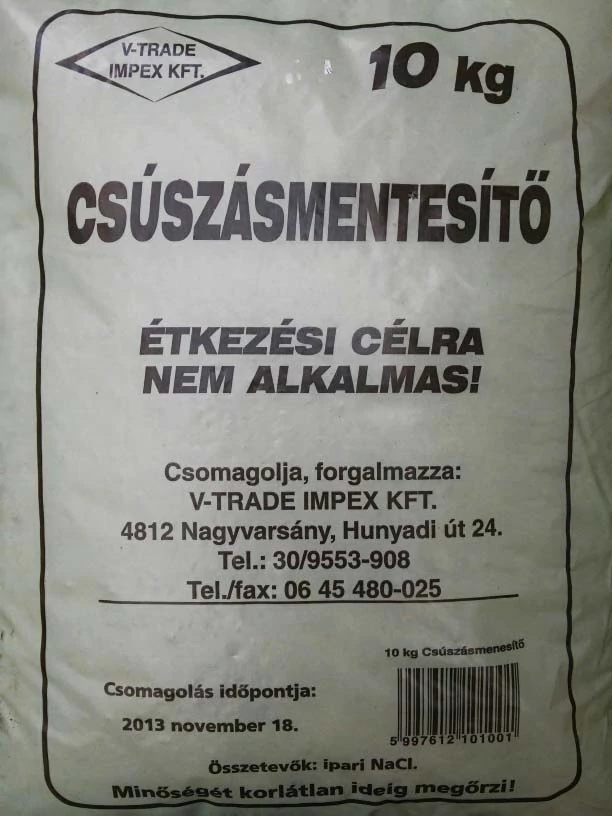 V-TRADE
IMPEX KFT.
10 kg
CSÚSZÁSMENTESÍTŐ
ÉTKEZÉSI CÉLRA
NEM ALKALMAS!
Csomagolja, forgalmazza:
V-TRADE IMPEX KFT.
4812 Nagyvarsány, Hunyadi út 24.
Tel.: 30/9553-908
Tel./fax: 06 45 480-025
10 kg Csúszásmenesítő
Csomagolás időpontja:
2013 november 18.
5 997612 101001
Összetevők: ipari NaCl.
Minőségét korlátlan ideig megőrzi!